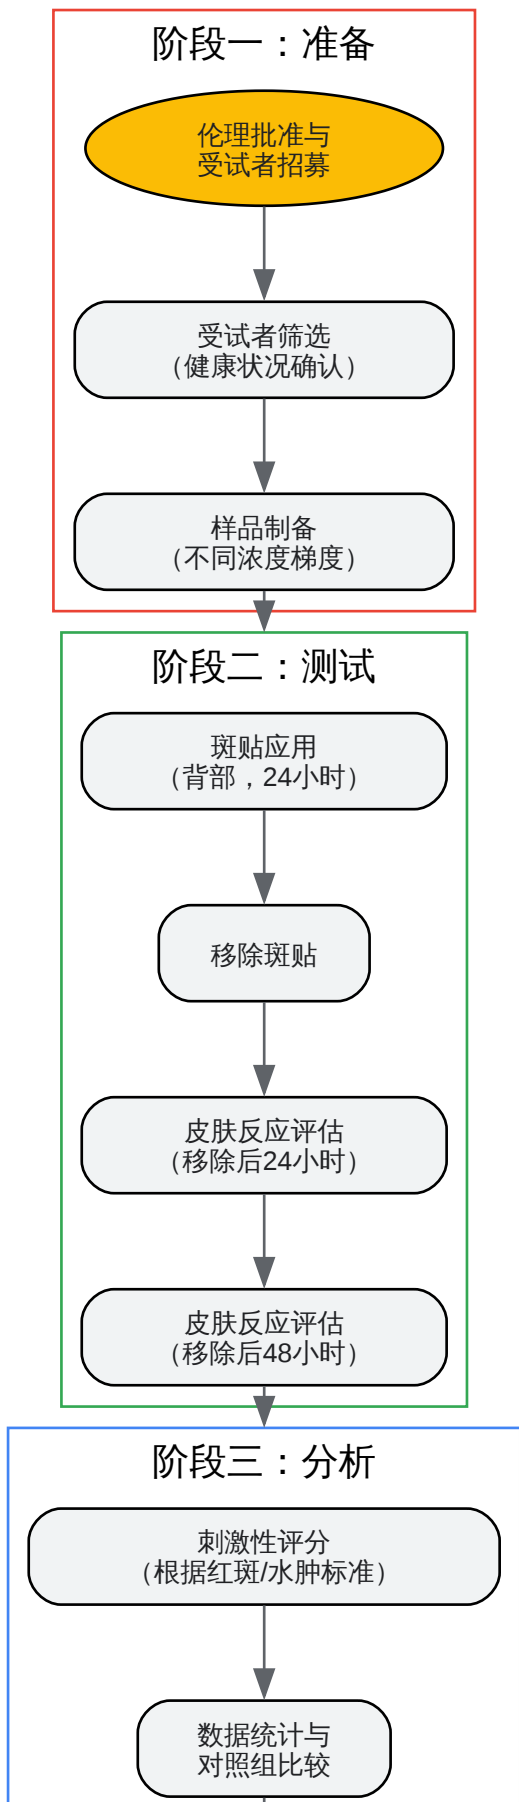 阶段一：准备
伦理批准与
受试者招募
受试者筛选
（健康状况确认）
样品制备
（不同浓度梯度）
阶段二：测试
斑贴应用
（背部，24小时）
移除斑贴
皮肤反应评估
（移除后24小时）
皮肤反应评估
（移除后48小时）
阶段三：分析
刺激性评分
（根据红斑/水肿标准）
数据统计与
对照组比较